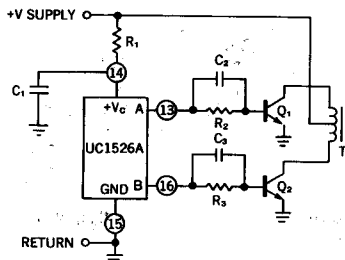 +V SUPPLY
R1
C1
14
+VC A
13
C2
R2
Q1
UC1526A
C3
T
B
16
R3
Q2
GND
15
RETURN